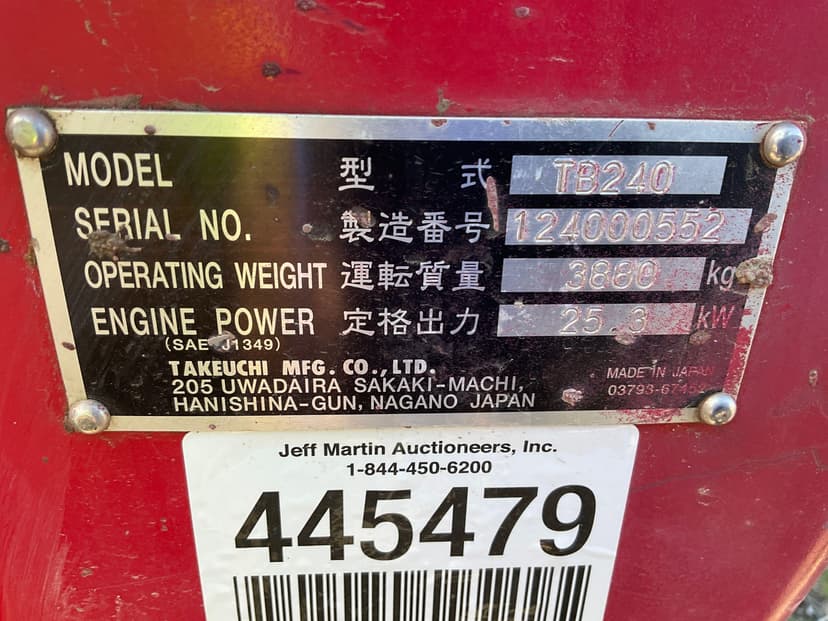 MODEL 型 式 TB240
SERIAL NO. 製造番号 124000552
OPERATING WEIGHT 運転質量 3880 kg
ENGINE POWER 定格出力 25.3 kW
(SAE J1349)
TAKEUCHI MFG. CO., LTD.
205 UWADAIRA SAKAKI-MACHI,
HANISHINA-GUN, NAGANO JAPAN
MADE IN JAPAN
Jeff Martin Auctioneers, Inc.
1-844-450-6200
445479